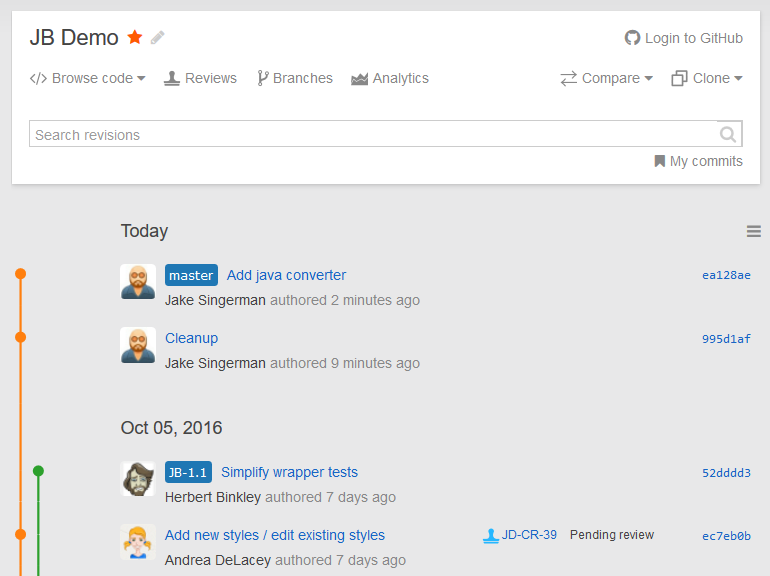 JB Demo Login to GitHub
</> Browse code Reviews Branches Analytics Compare Clone
Search revisions
My commits
Today
master Add java converter ea128ae
Jake Singerman authored 2 minutes ago
Cleanup 995d1af
Jake Singerman authored 9 minutes ago
Oct 05, 2016
JB-1.1 Simplify wrapper tests 52dddd3
Herbert Binkley authored 7 days ago
Add new styles / edit existing styles JD-CR-39 Pending review ec7eb0b
Andrea DeLacey authored 7 days ago